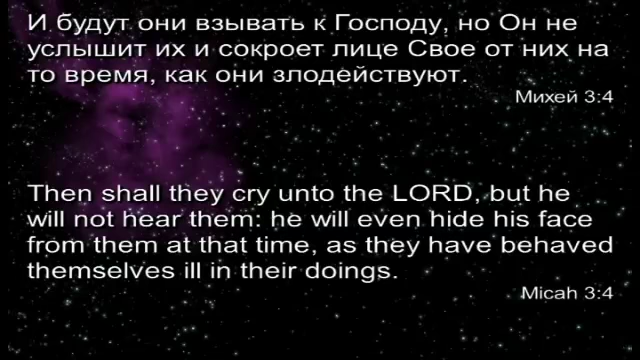 И будут они взывать к Господу, но Он не
услышит их и сокроет лице Свое от них на
то время, как они злодействуют.
Михей 3:4
Then shall they cry unto the LORD, but he
will not hear them: he will even hide his face
from them at that time, as they have behaved
themselves ill in their doings.
Micah 3:4